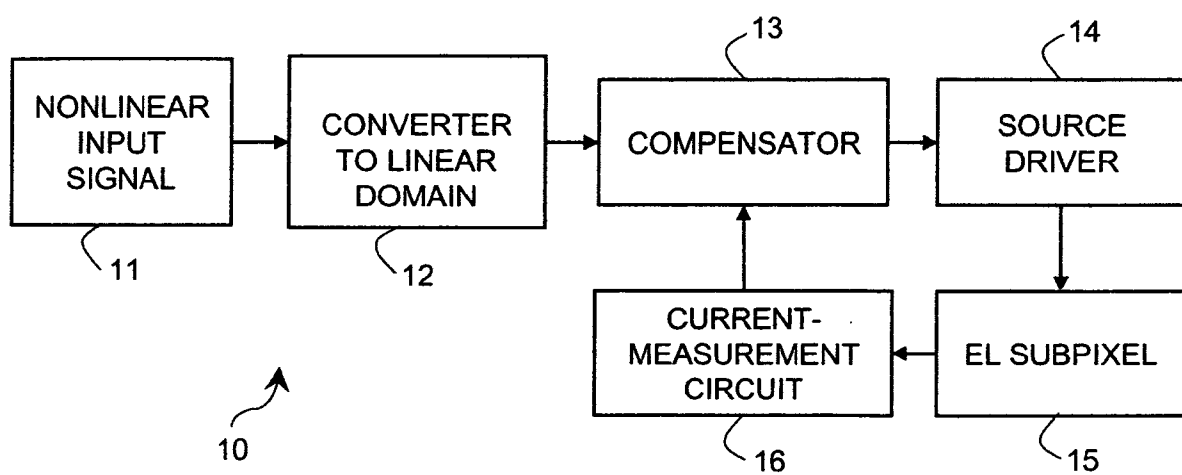 13
14
NONLINEAR
INPUT
SIGNAL
CONVERTER
TO LINEAR
DOMAIN
COMPENSATOR
SOURCE
DRIVER
11
12
CURRENT-
MEASUREMENT
CIRCUIT
EL SUBPIXEL
10
16
15